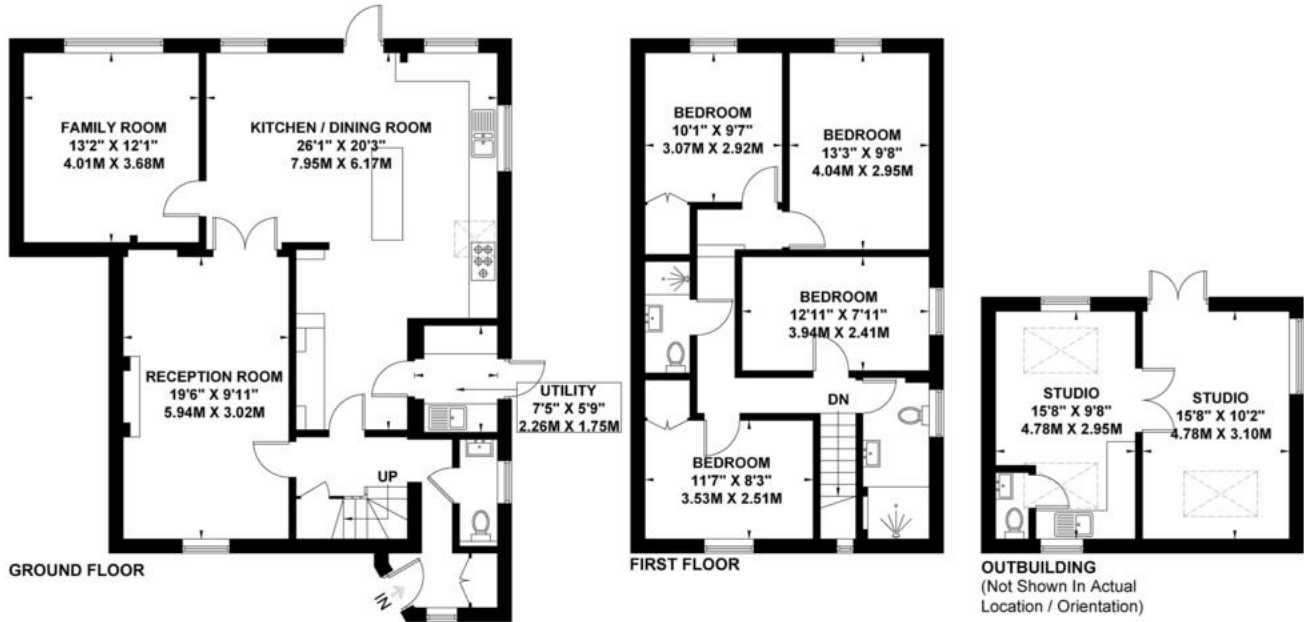 FAMILY ROOM
13'2" X 12'1"
4.01M X 3.68M
KITCHEN / DINING ROOM
26'1" X 20'3"
7.95M X 6.17M
RECEPTION ROOM
19'6" X 9'11"
5.94M X 3.02M
UTILITY
7'5" X 5'9"
2.26M X 1.75M
UP
IN
GROUND FLOOR
BEDROOM
10'1" X 9'7"
3.07M X 2.92M
BEDROOM
13'3" X 9'8"
4.04M X 2.95M
BEDROOM
12'11" X 7'11"
3.94M X 2.41M
DN
BEDROOM
11'7" X 8'3"
3.53M X 2.51M
FIRST FLOOR
STUDIO
15'8" X 9'8"
4.78M X 2.95M
STUDIO
15'8" X 10'2"
4.78M X 3.10M
OUTBUILDING
(Not Shown In Actual
Location / Orientation)